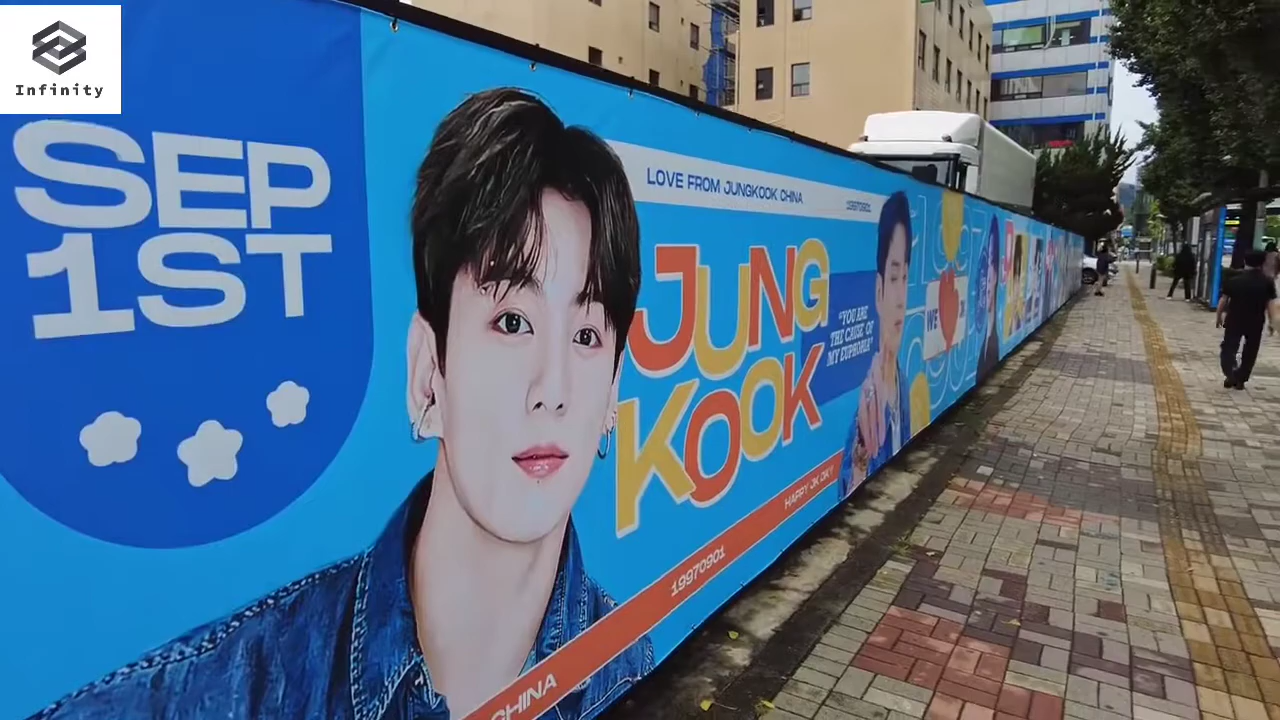 Infinity
SEP
1ST
LOVE FROM JUNGKOOK CHINA
19970901
JUNG
KOOK
"YOU ARE
THE CAUSE OF
MY EUPHORIA"
WE
HAPPY JK DAY
19970901
CHINA